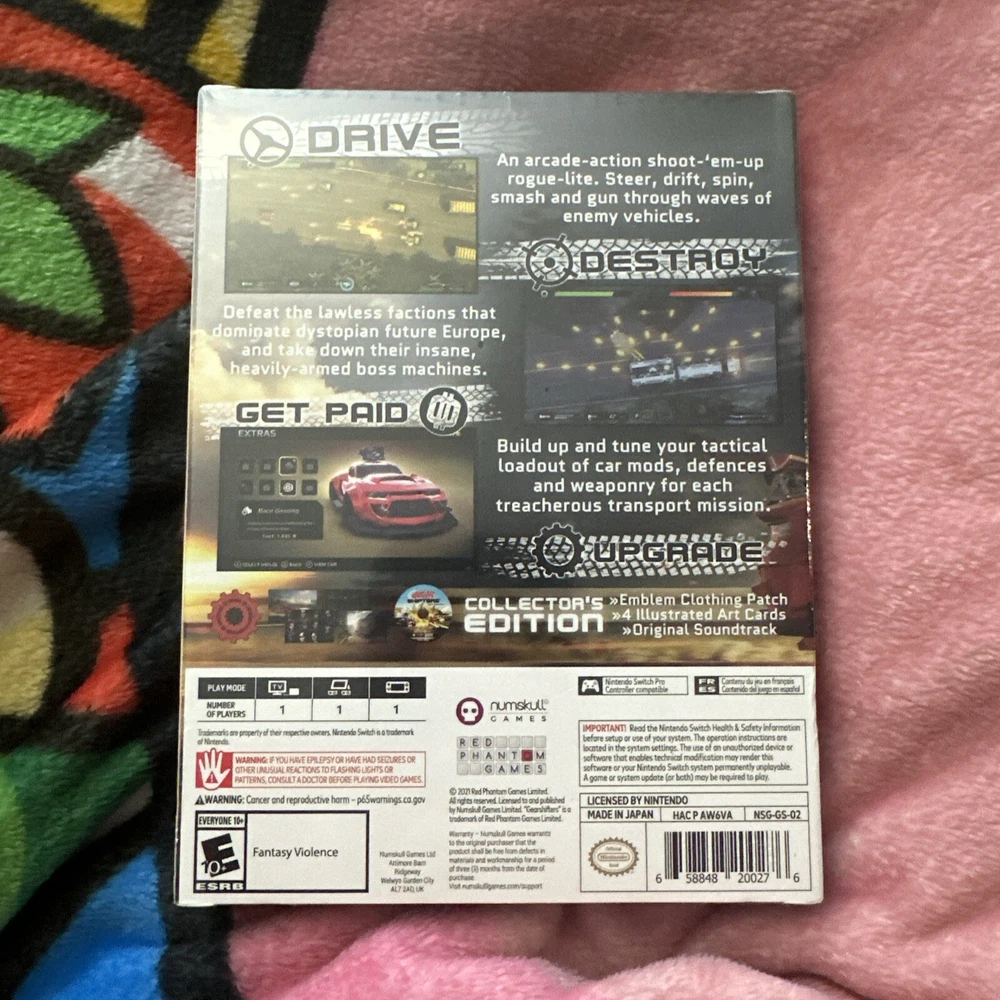 DRIVE
An arcade-action shoot-‘em-up
rogue-lite. Steer, drift, spin,
smash and gun through waves of
enemy vehicles.
DESTROY
Defeat the lawless factions that
dominate dystopian future Europe,
and take down their insane,
heavily-armed boss machines.
GET PAID
EXTRAS
Build up and tune your tactical
loadout of car mods, defences
and weaponry for each
treacherous transport mission.
UPGRADE
COLLECTOR'S
EDITION
»Emblem Clothing Patch
»4 Illustrated Art Cards
»Original Soundtrack
PLAY MODE
TV
NUMBER
OF PLAYERS
1
1
1
Trademarks are property of their respective owners. Nintendo Switch is a trademark
of Nintendo.
WARNING: IF YOU HAVE EPILEPSY OR HAVE HAD SEIZURES OR
OTHER UNUSUAL REACTIONS TO FLASHING LIGHTS OR
PATTERNS, CONSULT A DOCTOR BEFORE PLAYING VIDEO GAMES.
WARNING: Cancer and reproductive harm – p65warnings.ca.gov
EVERYONE 10+
E
10+
ESRB
Fantasy Violence
Numskull Games Ltd
Attimore Barn
Ridgeway
Welwyn Garden City
AL7 2AD, UK
numskull
GAMES
RED
PHANTOM
GAMES
© 2021 Red Phantom Games Limited.
All rights reserved. Licensed to and published
by Numskull Games Limited. "Gearshifters" is a
trademark of Red Phantom Games Limited.
Warranty – Numskull Games warrants
to the original purchaser that the
product shall be free from defects in
materials and workmanship for a period
of three (3) months from the date of
purchase.
Visit numskullgames.com/support
Nintendo Switch Pro
Controller compatible
FR
ES
Contenu du jeu en français
Contenido del juego en español
IMPORTANT! Read the Nintendo Switch Health & Safety Information
before setup or use of your system. The operation instructions are
located in the system settings. The use of an unauthorized device or
software that enables technical modification may render this
software or your Nintendo Switch system permanently unplayable.
A game or system update (or both) may be required to play.
LICENSED BY NINTENDO
MADE IN JAPAN
HAC P AW6VA
NSG-GS-02
Official
Nintendo
Seal
6 58848 20027 6